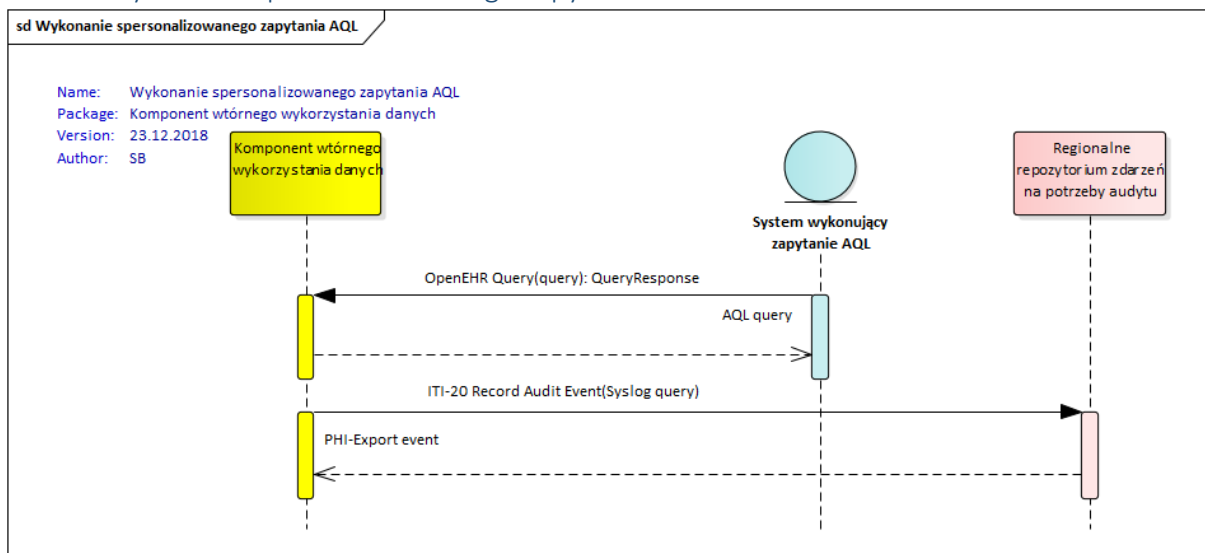 sd Wykonanie spersonalizowanego zapytania AQL
Name: Wykonanie spersonalizowanego zapytania AQL
Package: Komponent wtórnego wykorzystania danych
Version: 23.12.2018
Author: SB
Komponent wtórnego
wykorzystania danych
System wykonujący
zapytanie AQL
Regionalne
repozytorium zdarzeń
na potrzeby audytu
OpenEHR Query(query): QueryResponse
AQL query
ITI-20 Record Audit Event(Syslog query)
PHI-Export event